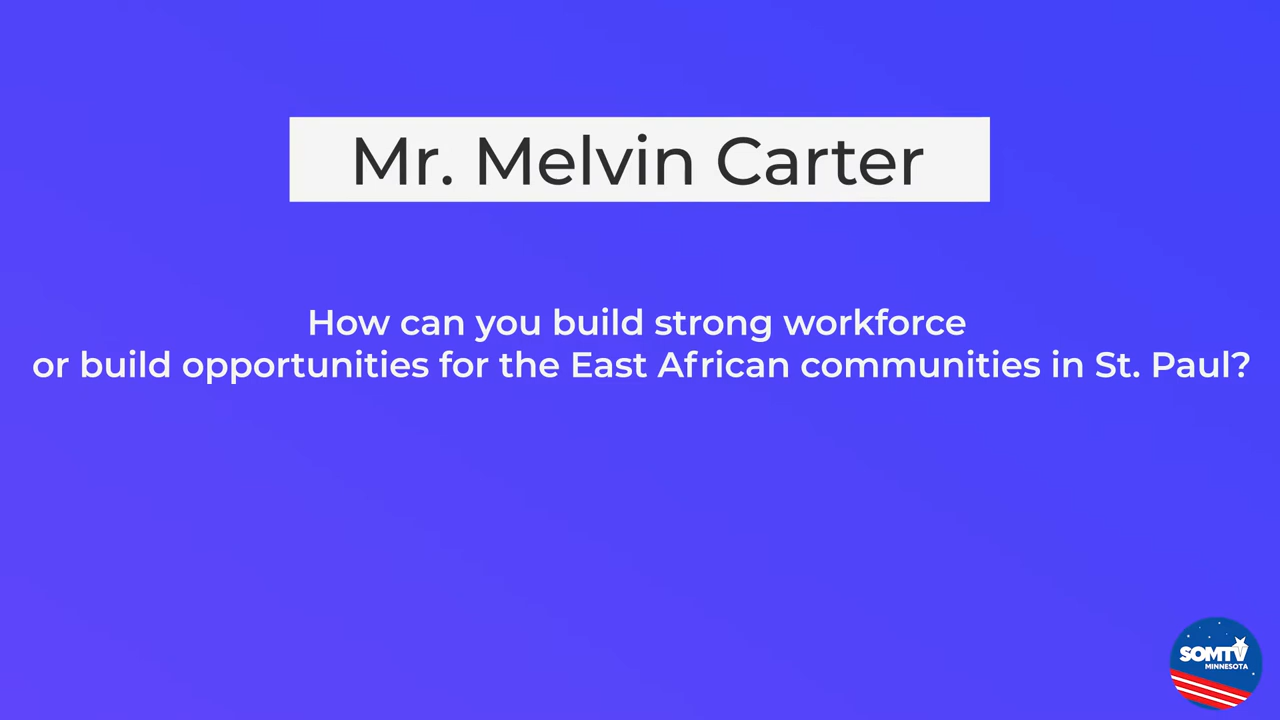 Mr. Melvin Carter
How can you build strong workforce
or build opportunities for the East African communities in St. Paul?
SOMTV
MINNESOTA